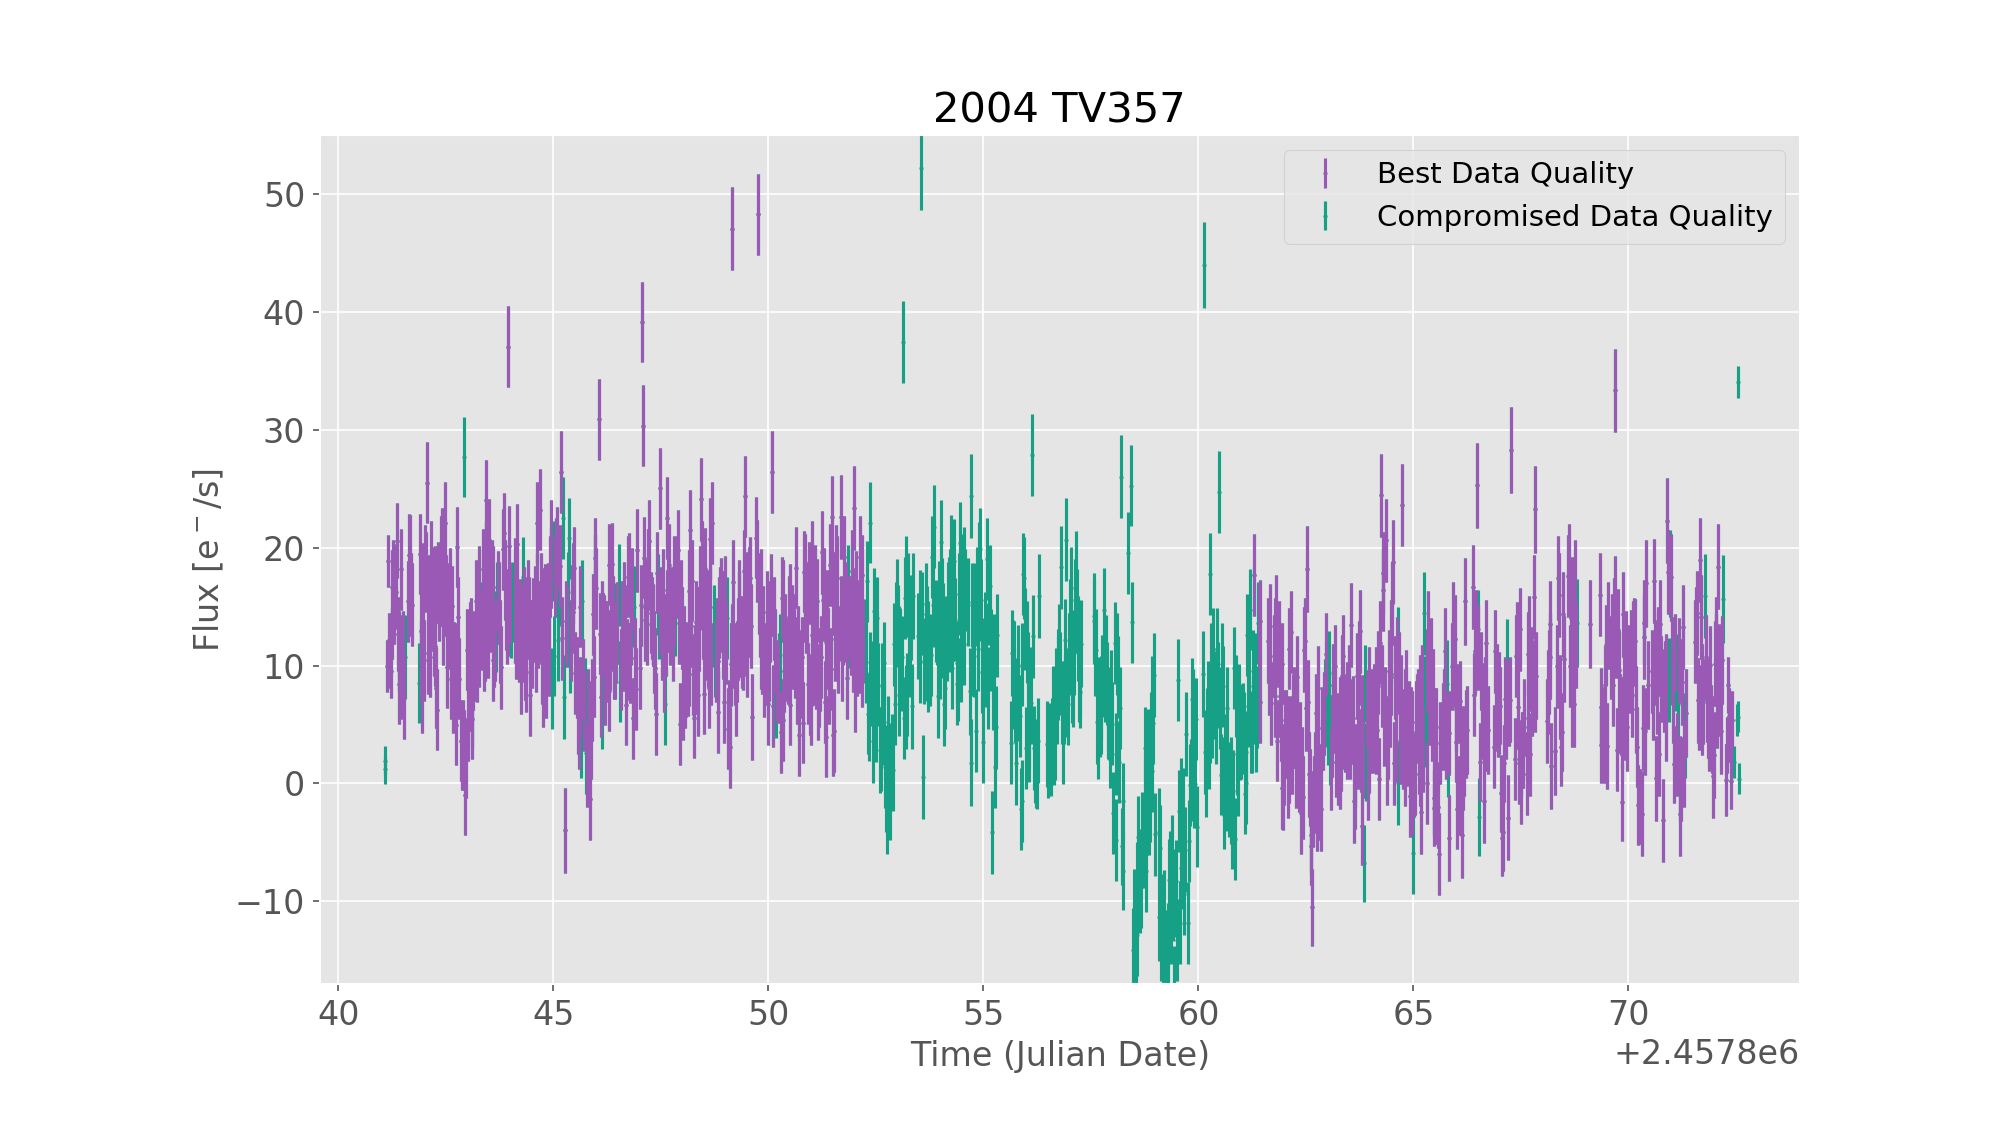 2004 TV357
Best Data Quality
Compromised Data Quality
50
40
30
20
10
0
−10
Flux [e⁻/s]
40 45 50 55 60 65 70
Time (Julian Date)
+2.4578e6